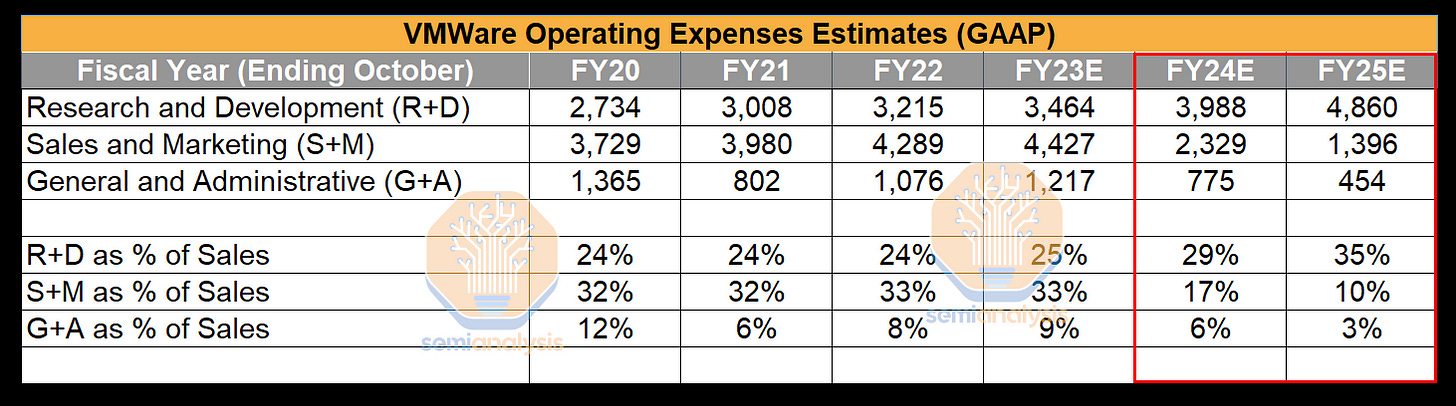 VMWare Operating Expenses Estimates (GAAP)
Fiscal Year (Ending October) FY20 FY21 FY22 FY23E FY24E FY25E
Research and Development (R+D) 2,734 3,008 3,215 3,464 3,988 4,860
Sales and Marketing (S+M) 3,729 3,980 4,289 4,427 2,329 1,396
General and Administrative (G+A) 1,365 802 1,076 1,217 775 454
R+D as % of Sales 24% 24% 24% 25% 29% 35%
S+M as % of Sales 32% 32% 33% 33% 17% 10%
G+A as % of Sales 12% 6% 8% 9% 6% 3%
semianalysis
semianalysis